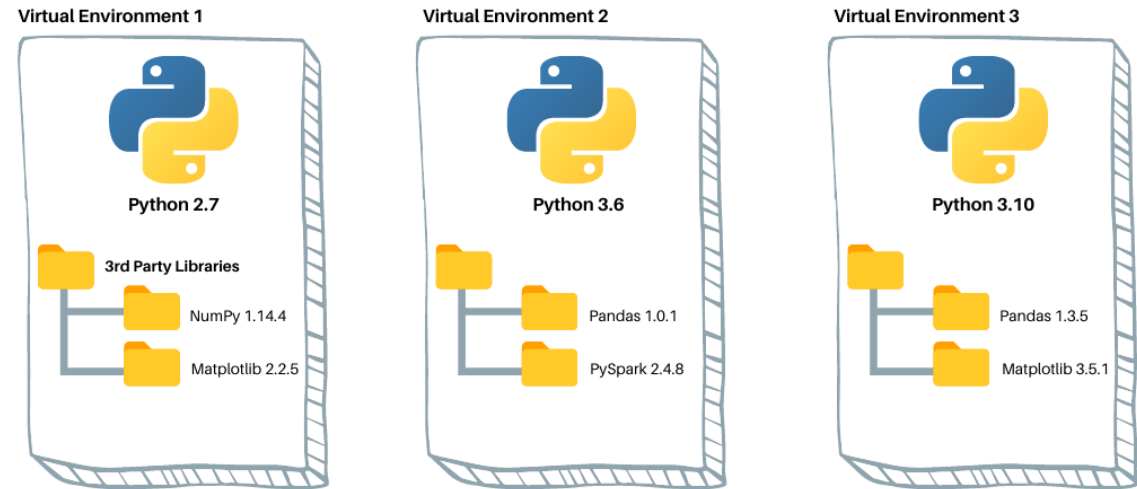 Virtual Environment 1
Python 2.7
3rd Party Libraries
NumPy 1.14.4
Matplotlib 2.2.5
Virtual Environment 2
Python 3.6
Pandas 1.0.1
PySpark 2.4.8
Virtual Environment 3
Python 3.10
Pandas 1.3.5
Matplotlib 3.5.1